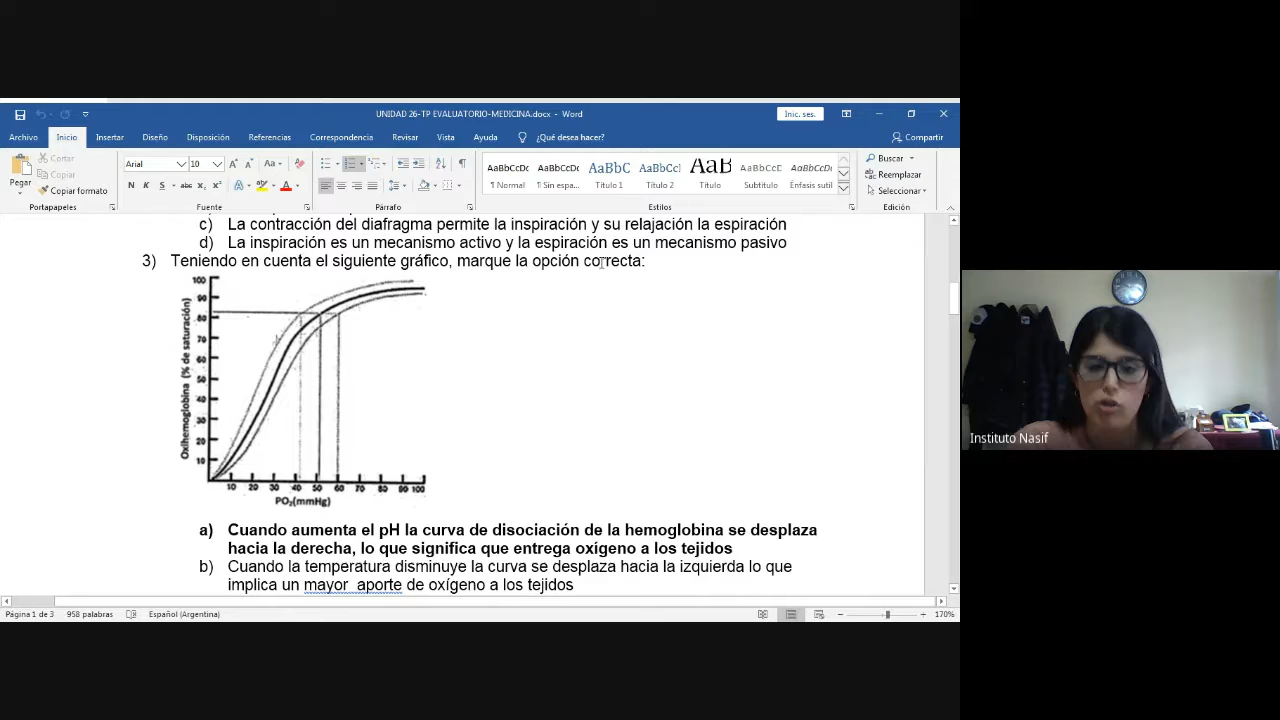 UNIDAD 26-TP EVALUATORIO-MEDICINA.docx - Word
Inic. ses.
Archivo Inicio Insertar Diseño Disposición Referencias Correspondencia Revisar Vista Ayuda ¿Qué desea hacer? Compartir
Pegar
Cortar
Copiar
Copiar formato
Arial 10
Aa
N K S abc x₂ x²
AaBbCcDc AaBbCcDc AaBbC AaBbCcI AaB AaBbCcD AaBbCcDc
¶ Normal ¶ Sin espa... Título 1 Título 2 Título Subtítulo Énfasis sutil
Buscar
Reemplazar
Seleccionar
Portapapeles Fuente Párrafo Estilos Edición
c) La contracción del diafragma permite la inspiración y su relajación la espiración
d) La inspiración es un mecanismo activo y la espiración es un mecanismo pasivo
3) Teniendo en cuenta el siguiente gráfico, marque la opción correcta:
Oxihemoglobina (% de saturación)
100
90
80
70
60
50
40
30
20
10
10 20 30 40 50 60 70 80 90 100
PO₂(mmHg)
a) Cuando aumenta el pH la curva de disociación de la hemoglobina se desplaza
hacia la derecha, lo que significa que entrega oxígeno a los tejidos
b) Cuando la temperatura disminuye la curva se desplaza hacia la izquierda lo que
implica un mayor aporte de oxígeno a los tejidos
Página 1 de 3 958 palabras Español (Argentina) 170%
Instituto Nasif